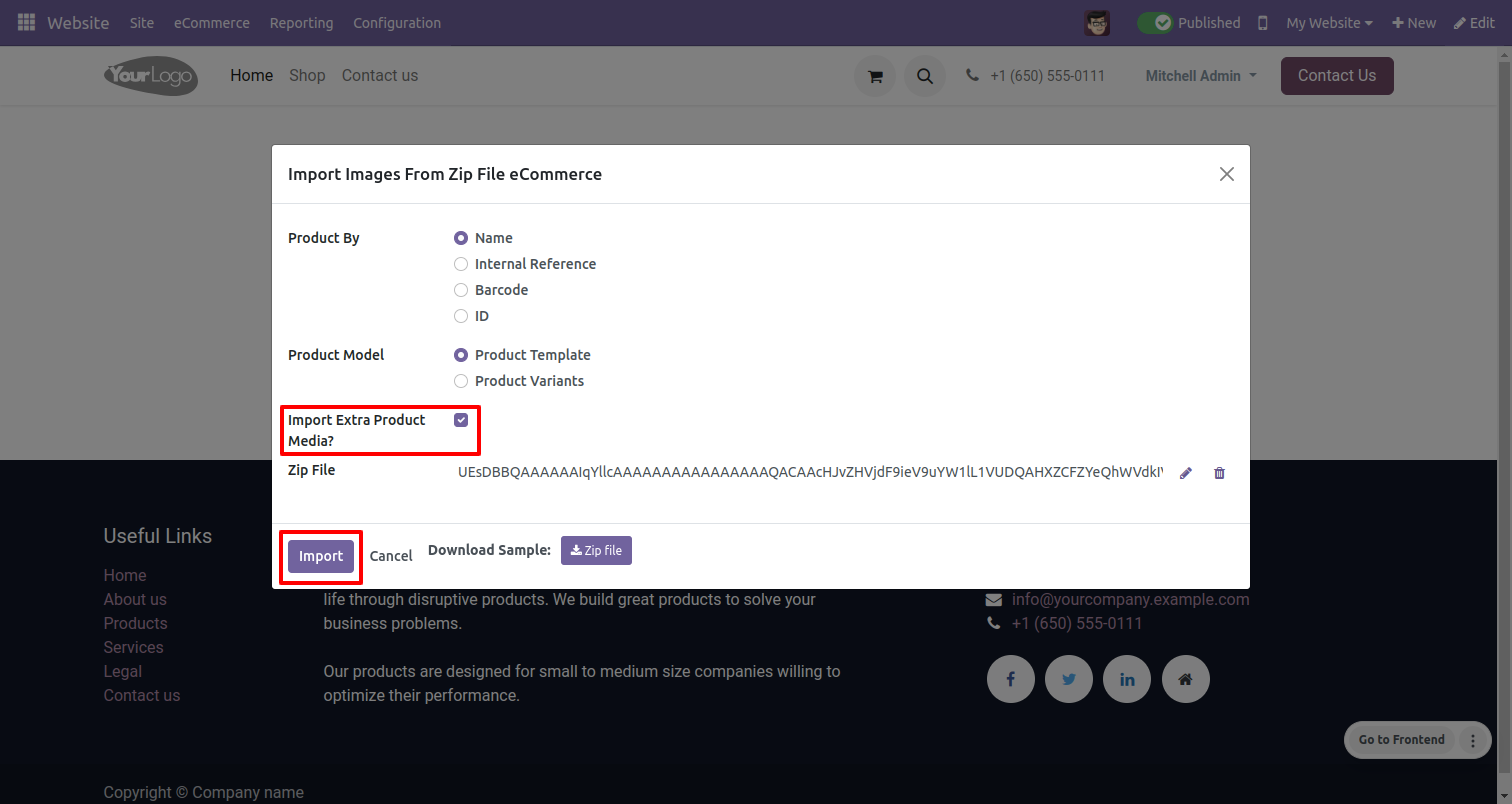 Website Site eCommerce Reporting Configuration Published My Website New Edit
YourLogo Home Shop Contact us +1 (650) 555-0111 Mitchell Admin Contact Us
Import Images From Zip File eCommerce
Product By
Name
Internal Reference
Barcode
ID
Product Model
Product Template
Product Variants
Import Extra Product
Media?
Zip File
Import Cancel Download Sample: Zip file
Useful Links
Home
About us
Products
Services
Legal
Contact us
life through disruptive products. We build great products to solve your
business problems.
Our products are designed for small to medium size companies willing to
optimize their performance.
info@yourcompany.example.com
+1 (650) 555-0111
Go to Frontend
Copyright © Company name